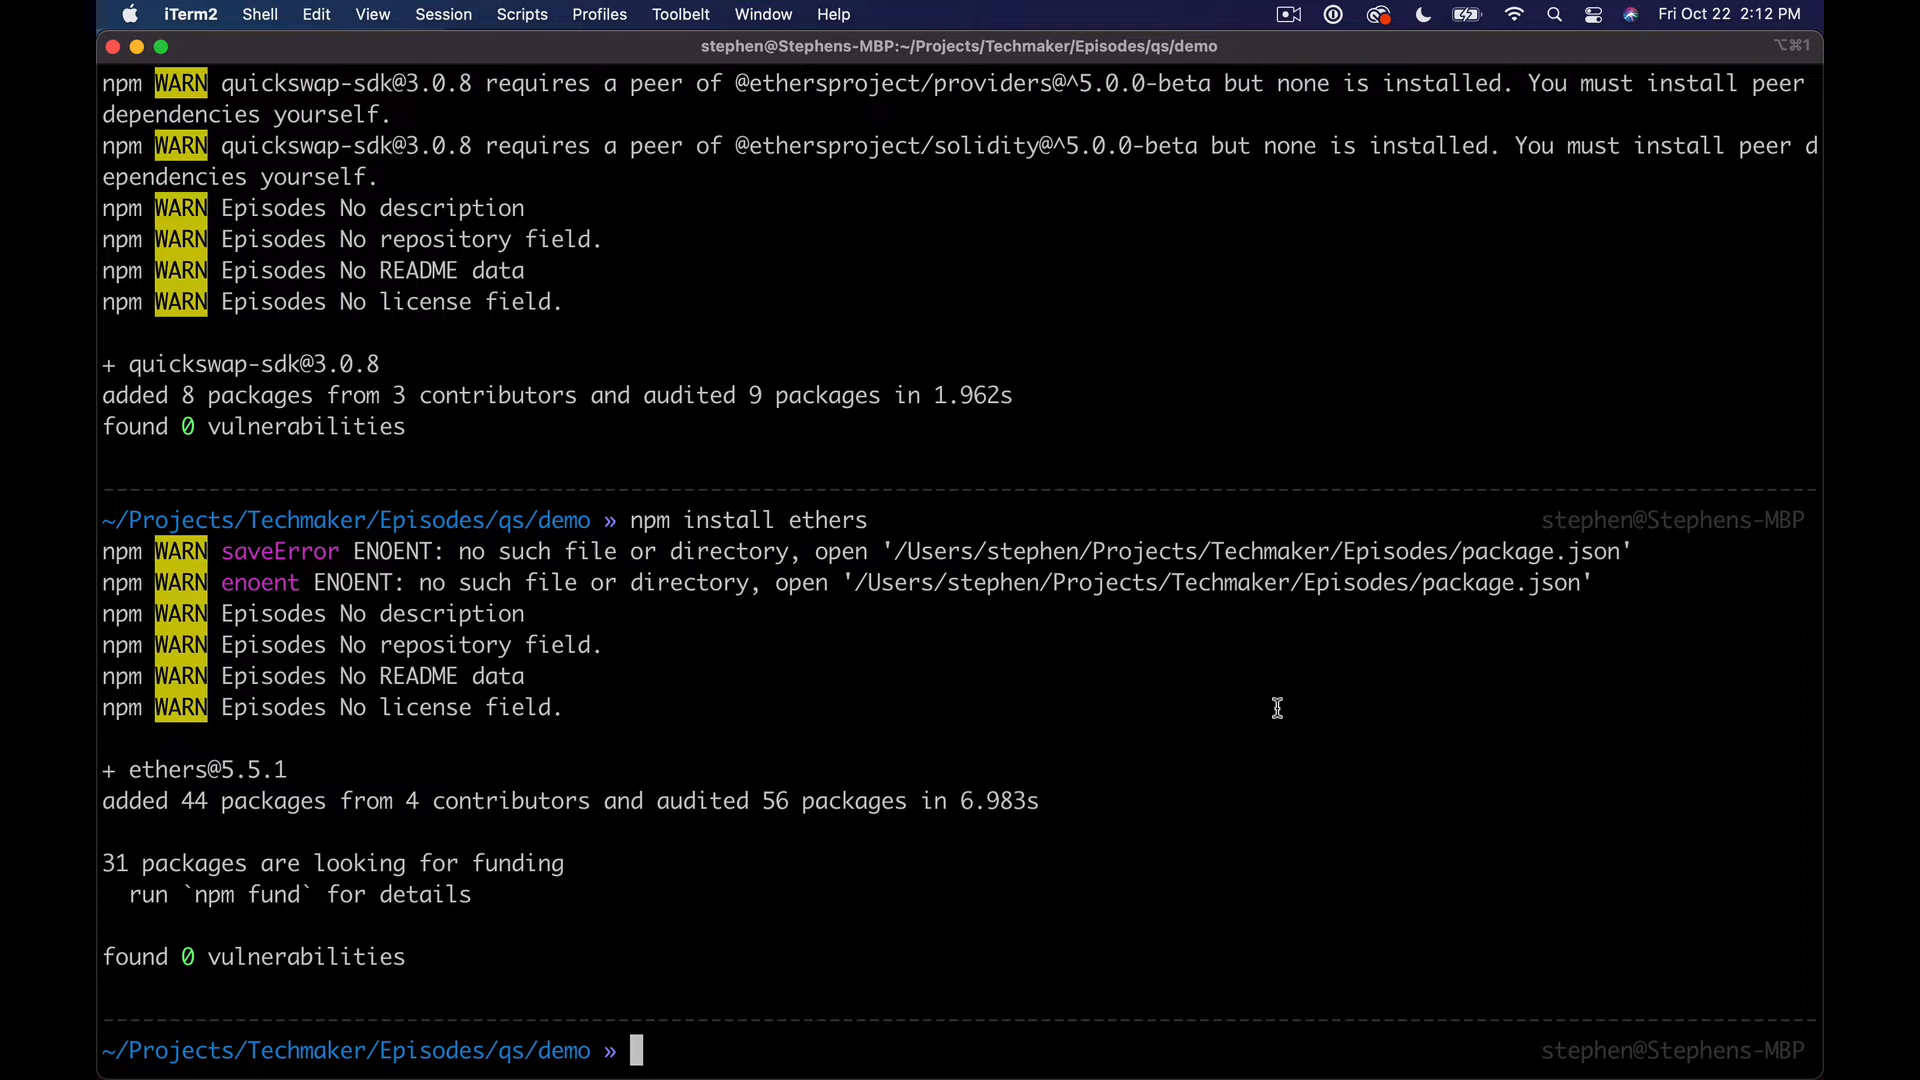 iTerm2 Shell Edit View Session Scripts Profiles Toolbelt Window Help Fri Oct 22 2:12 PM
stephen@Stephens-MBP:~/Projects/Techmaker/Episodes/qs/demo ⌥⌘1
npm WARN quickswap-sdk@3.0.8 requires a peer of @ethersproject/providers@^5.0.0-beta but none is installed. You must install peer
dependencies yourself.
npm WARN quickswap-sdk@3.0.8 requires a peer of @ethersproject/solidity@^5.0.0-beta but none is installed. You must install peer d
ependencies yourself.
npm WARN Episodes No description
npm WARN Episodes No repository field.
npm WARN Episodes No README data
npm WARN Episodes No license field.
+ quickswap-sdk@3.0.8
added 8 packages from 3 contributors and audited 9 packages in 1.962s
found 0 vulnerabilities
~/Projects/Techmaker/Episodes/qs/demo » npm install ethers stephen@Stephens-MBP
npm WARN saveError ENOENT: no such file or directory, open '/Users/stephen/Projects/Techmaker/Episodes/package.json'
npm WARN enoent ENOENT: no such file or directory, open '/Users/stephen/Projects/Techmaker/Episodes/package.json'
npm WARN Episodes No description
npm WARN Episodes No repository field.
npm WARN Episodes No README data
npm WARN Episodes No license field.
+ ethers@5.5.1
added 44 packages from 4 contributors and audited 56 packages in 6.983s
31 packages are looking for funding
run `npm fund` for details
found 0 vulnerabilities
~/Projects/Techmaker/Episodes/qs/demo » stephen@Stephens-MBP